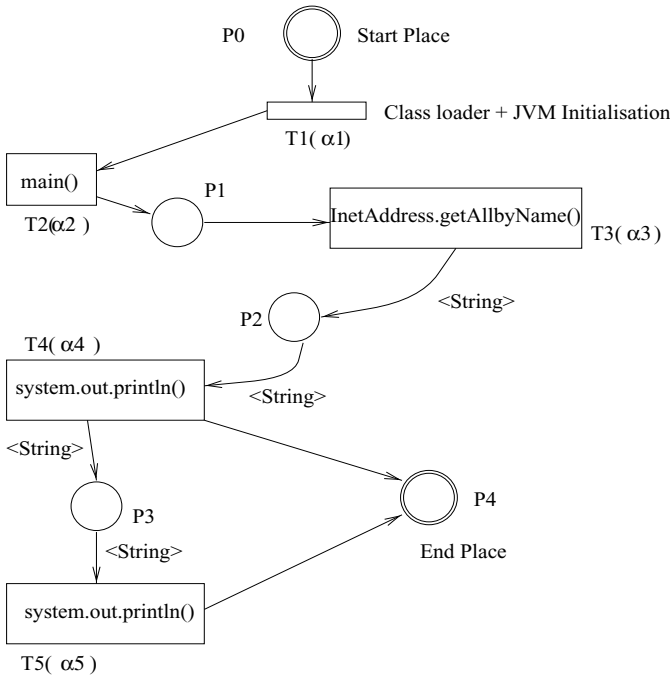 P0
Start Place
Class loader + JVM Initialisation
T1( α1)
main()
T2(α2 )
P1
InetAddress.getAllbyName()
T3( α3 )
<String>
P2
T4( α4 )
system.out.println()
<String>
<String>
P3
P4
<String>
End Place
system.out.println()
T5( α5 )